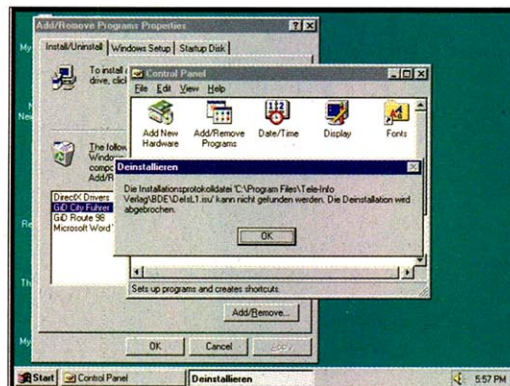 Add/Remove Programs Properties
Install/Uninstall
Windows Setup
Startup Disk
To install
drive, clic
Control Panel
File Edit View Help
Add New Hardware
Add/Remove Programs
Date/Time
Display
Fonts
The follow
Window
compo
Add/R
DirectX Drivers
GiD City Führer
GiD Route 98
Microsoft Word
Deinstallieren
Die Installationsprotokolldatei 'C:\Program Files\Tele-Info
Verlag\BDE\DeIsL1.isu' kann nicht gefunden werden. Die Deinstallation wird
abgebrochen.
OK
Sets up programs and creates shortcuts.
Add/Remove...
OK
Cancel
Apply
Start
Control Panel
Deinstallieren
5:57 PM